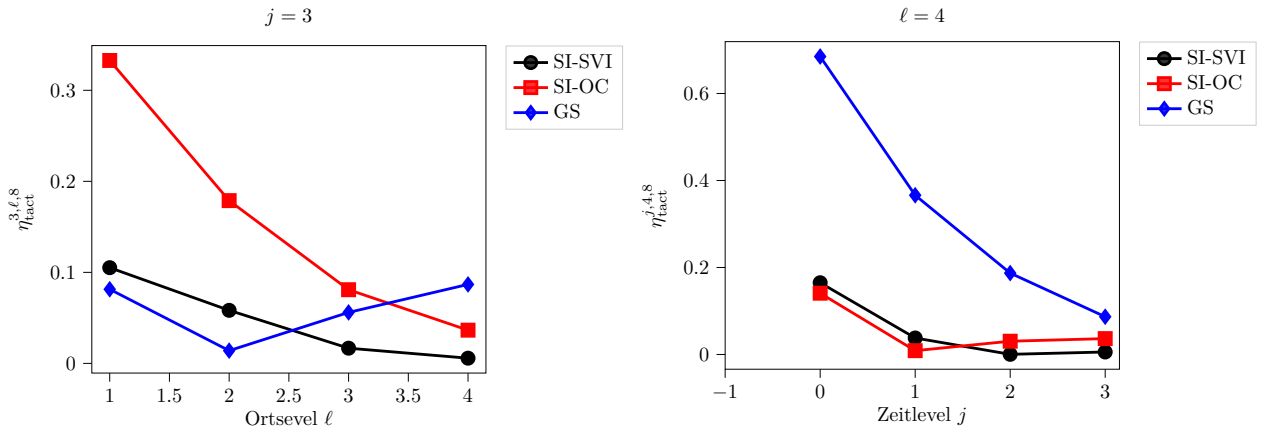 j = 3
0.3
0.2
0.1
0
1 1.5 2 2.5 3 3.5 4
Ortsevel ℓ
η_tact^{3,ℓ,8}
SI-SVI
SI-OC
GS
ℓ = 4
0.6
0.4
0.2
0
−1 0 1 2 3
Zeitlevel j
η_tact^{j,4,8}
SI-SVI
SI-OC
GS